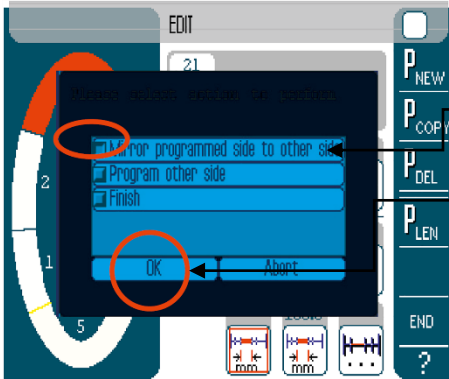 EDIT
21
P NEW
P COPY
Mirror programmed side to other side
P DEL
Program other side
2
Finish
P LEN
1
OK
Abort
5
END
mm
mm
...
?